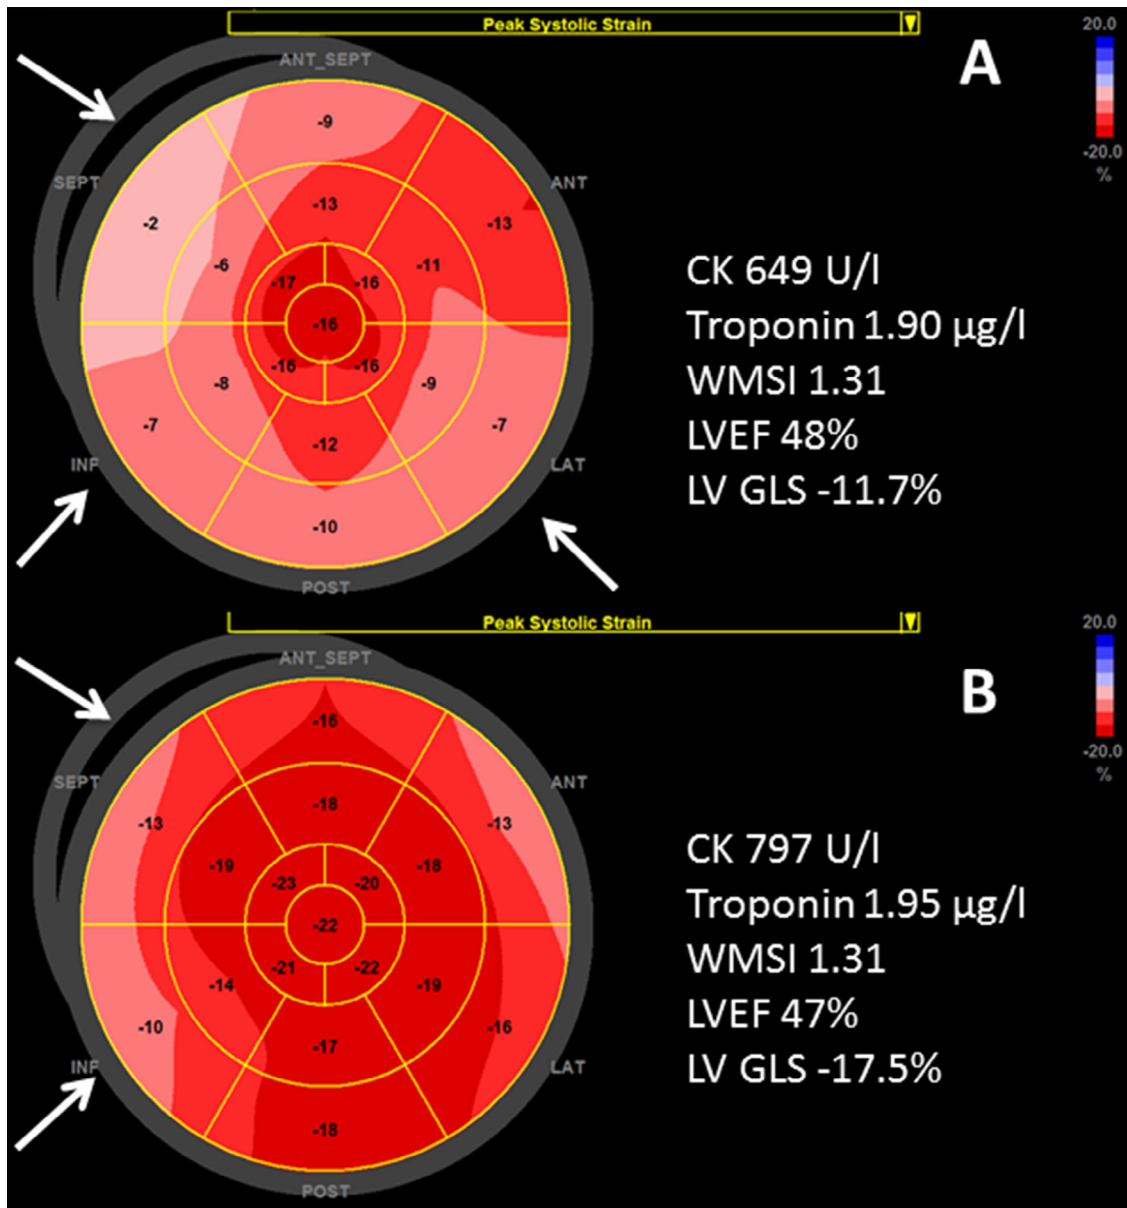 Peak Systolic Strain
A
20.0
-20.0
%
ANT_SEPT
SEPT
ANT
INF
LAT
POST
-9
-13
-2
-13
-6
-11
-17
-16
-16
-16
-16
-8
-9
-7
-7
-12
-10
CK 649 U/l
Troponin 1.90 µg/l
WMSI 1.31
LVEF 48%
LV GLS -11.7%
Peak Systolic Strain
B
20.0
-20.0
%
ANT_SEPT
SEPT
ANT
INF
LAT
POST
-16
-18
-13
-13
-19
-18
-23
-20
-22
-21
-22
-14
-19
-10
-16
-17
-18
CK 797 U/l
Troponin 1.95 µg/l
WMSI 1.31
LVEF 47%
LV GLS -17.5%